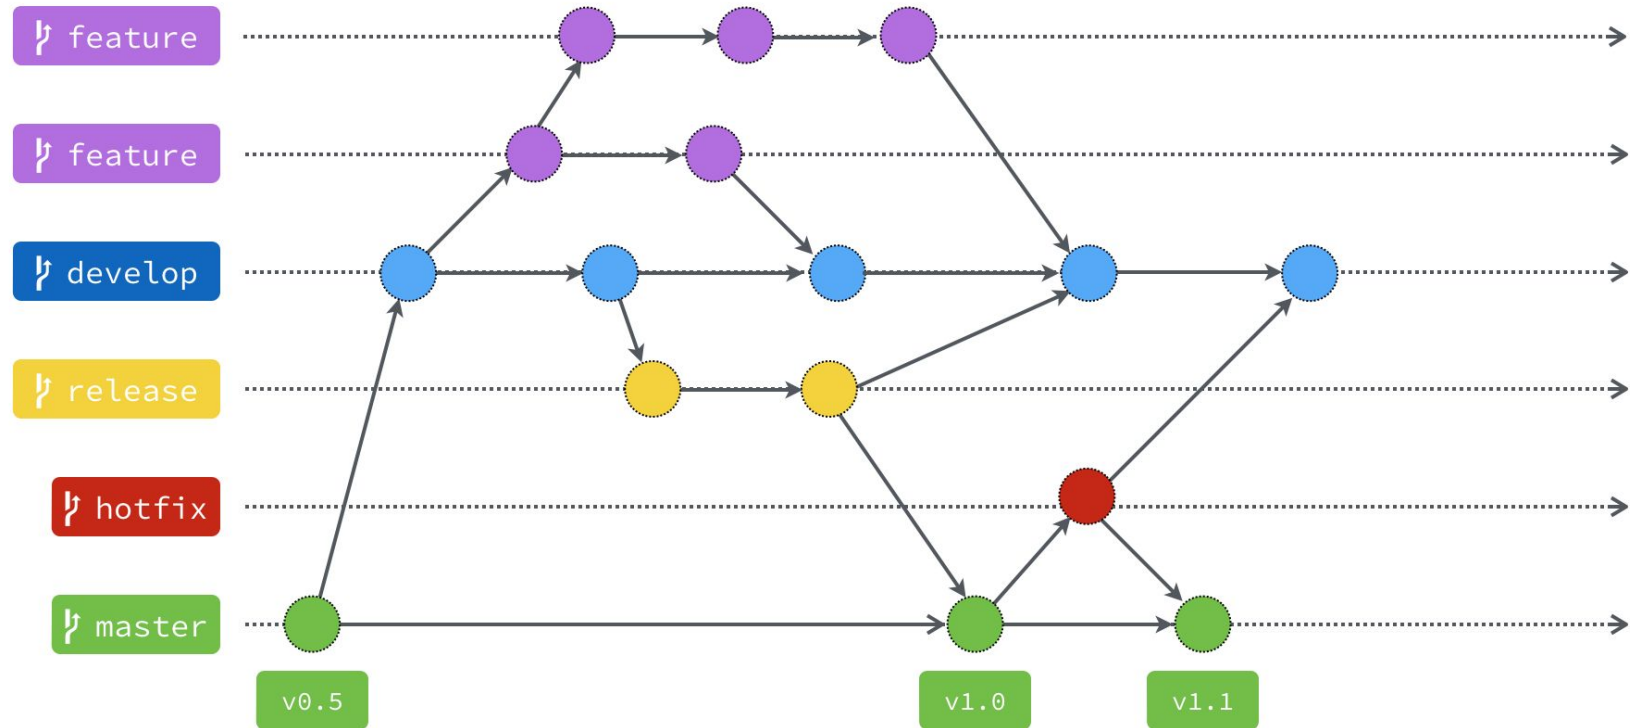 feature
feature
develop
release
hotfix
master
v0.5
v1.0
v1.1